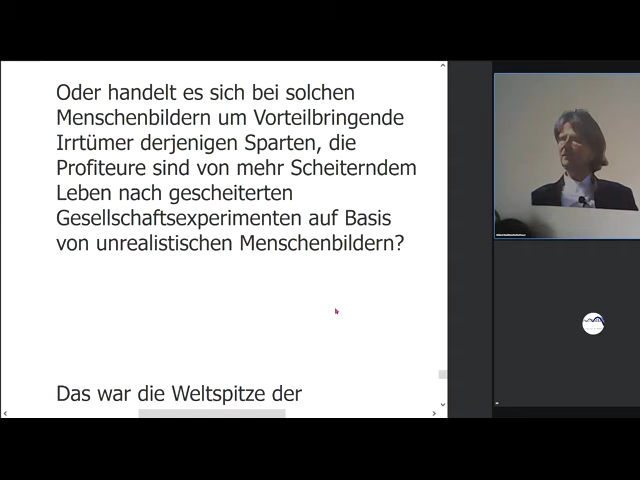 Oder handelt es sich bei solchen
Menschenbildern um Vorteilbringende
Irrtümer derjenigen Sparten, die
Profiteure sind von mehr Scheiterndem
Leben nach gescheiterten
Gesellschaftsexperimenten auf Basis
von unrealistischen Menschenbildern?
Das war die Weltspitze der